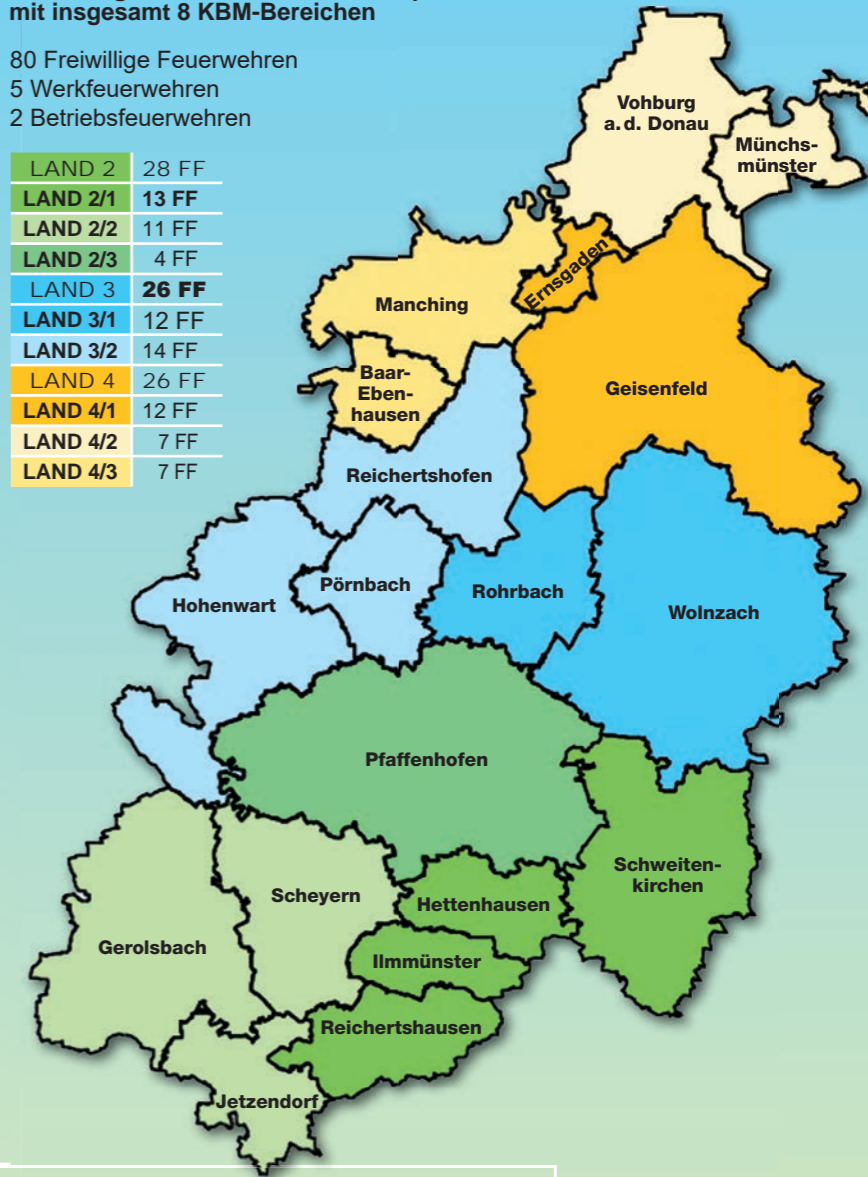 mit insgesamt 8 KBM-Bereichen
80 Freiwillige Feuerwehren
5 Werkfeuerwehren
2 Betriebsfeuerwehren
LAND 2 28 FF
LAND 2/1 13 FF
LAND 2/2 11 FF
LAND 2/3 4 FF
LAND 3 26 FF
LAND 3/1 12 FF
LAND 3/2 14 FF
LAND 4 26 FF
LAND 4/1 12 FF
LAND 4/2 7 FF
LAND 4/3 7 FF
Vohburg
a. d. Donau
Münchs-
münster
Ernsgaden
Manching
Baar-
Eben-
hausen
Geisenfeld
Reichertshofen
Pörnbach
Rohrbach
Hohenwart
Wolnzach
Pfaffenhofen
Schweiten-
kirchen
Scheyern
Hettenhausen
Gerolsbach
Ilmmünster
Reichertshausen
Jetzendorf